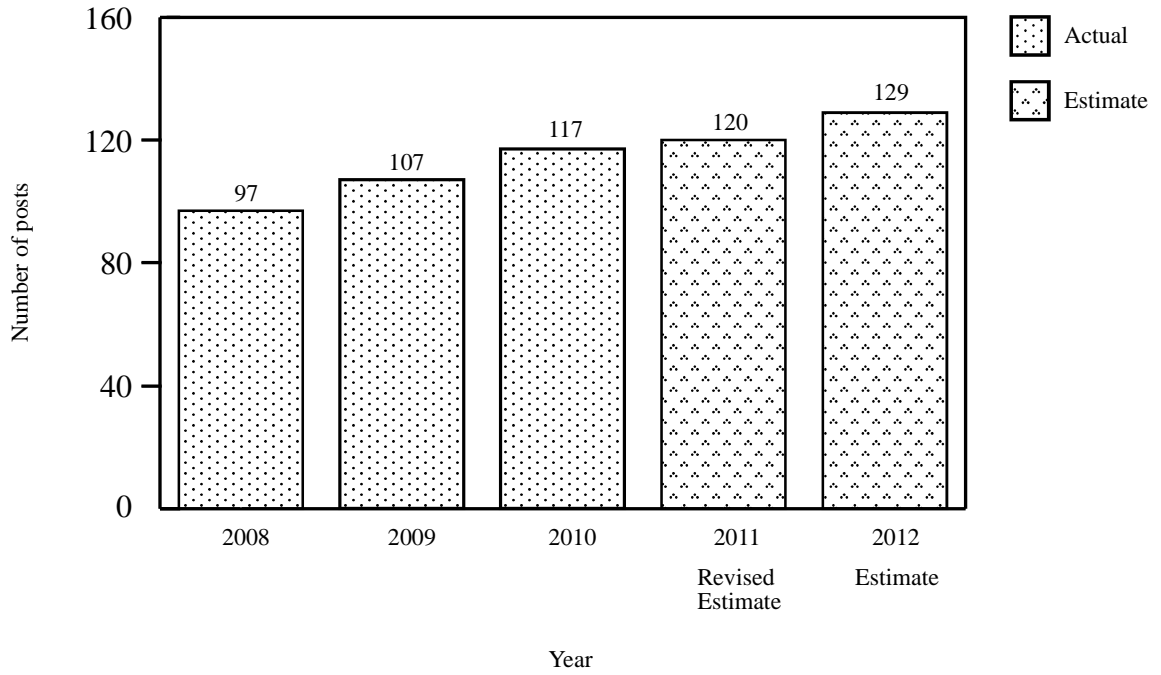 160
120
80
40
0
Number of posts
97
107
117
120
129
2008
2009
2010
2011
2012
Revised
Estimate
Estimate
Year
Actual
Estimate